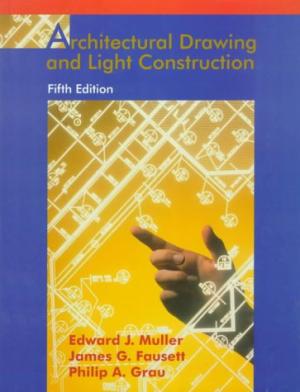 Architectural Drawing
and Light Construction
Fifth Edition
Edward J. Muller
James G. Fausett
Philip A. Grau